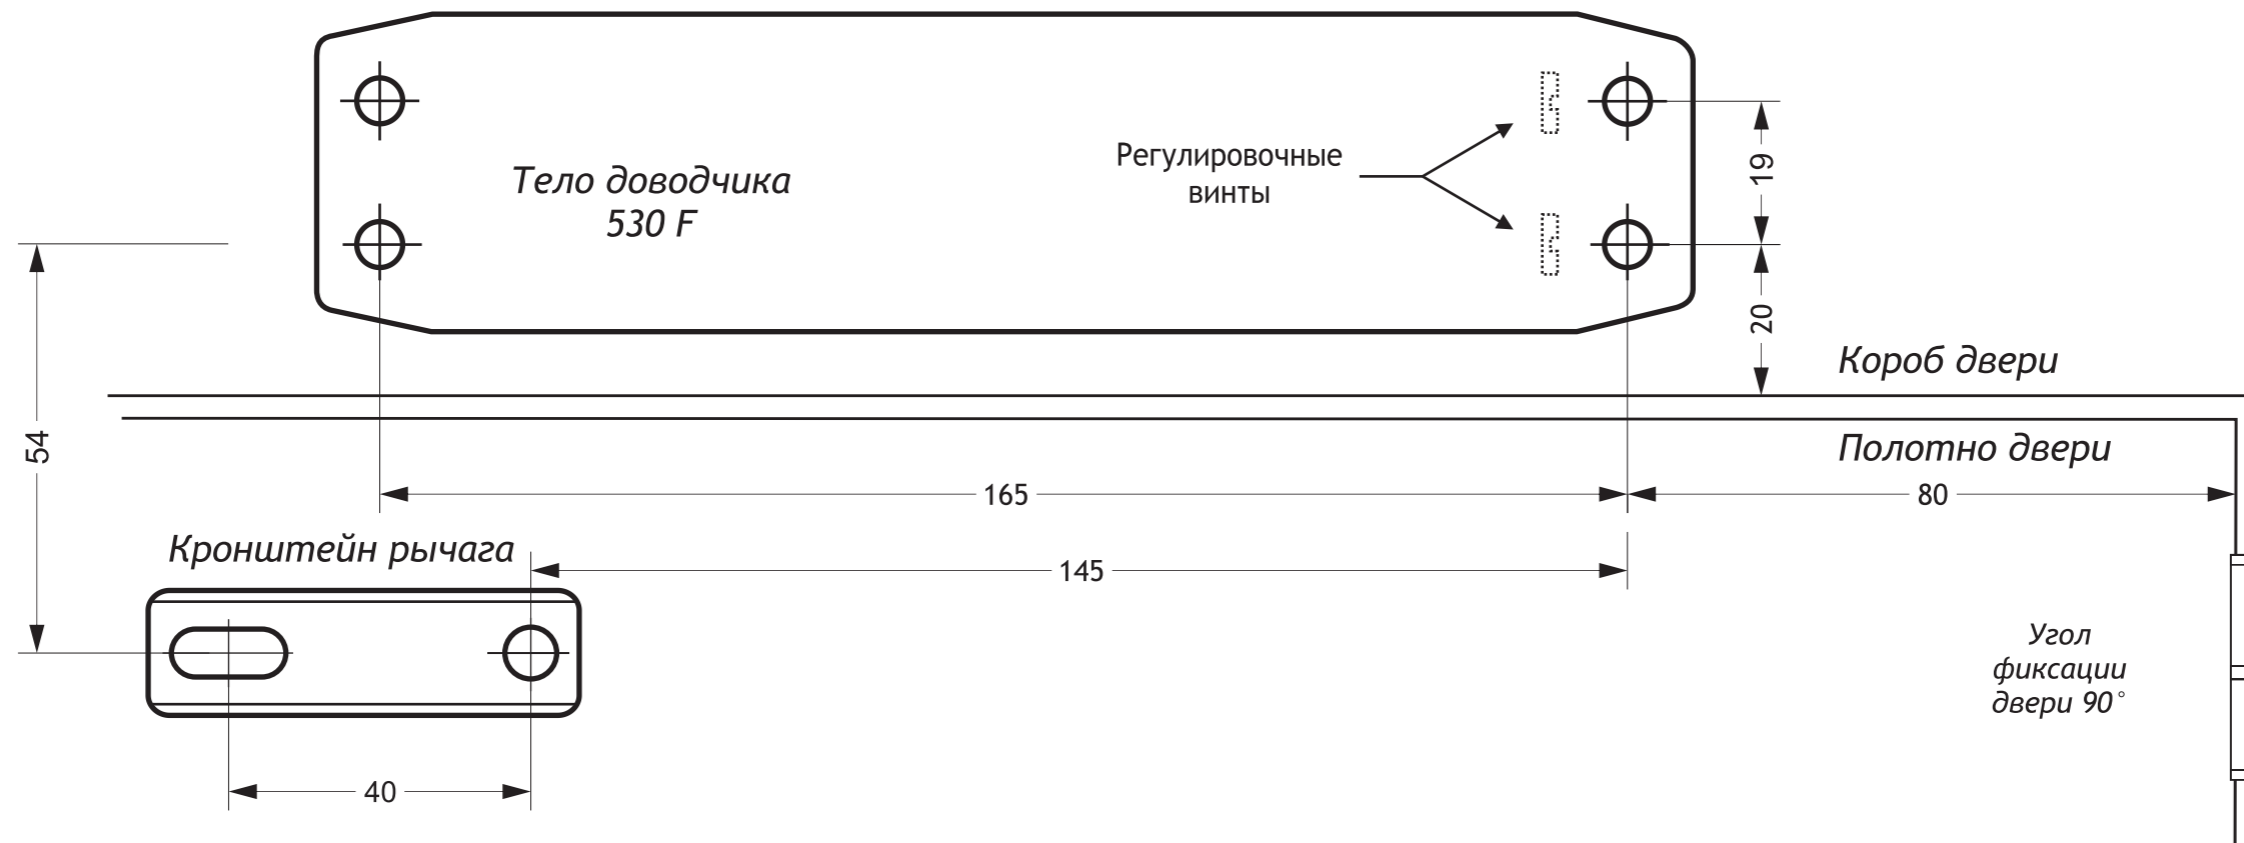 Тело доводчика
530 F
Регулировочные
винты
19
20
Короб двери
Полотно двери
54
165
80
Кронштейн рычага
145
Угол
фиксации
двери 90°
40